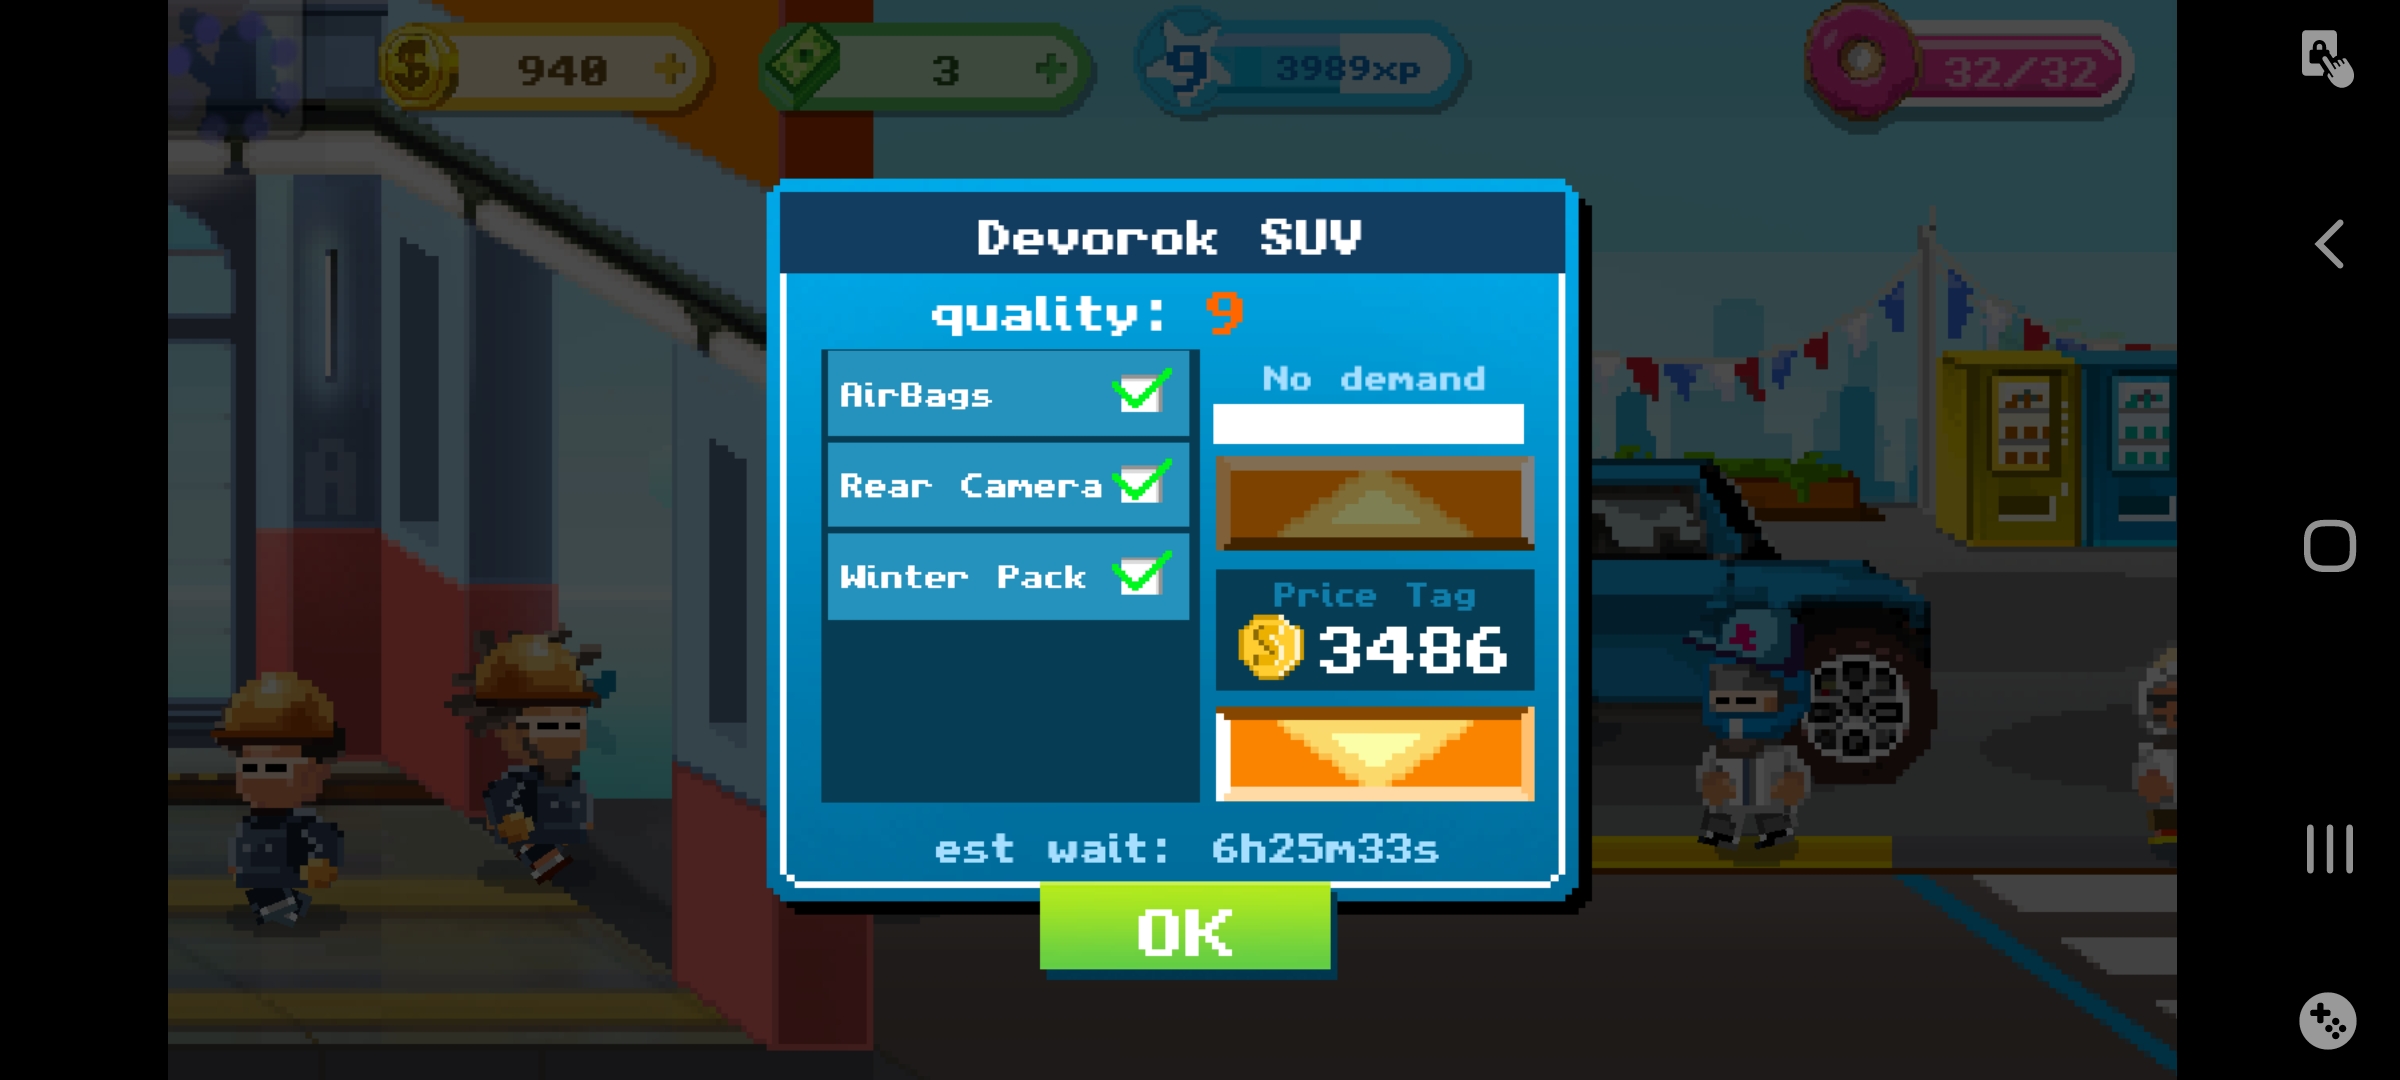 940
3
9
3989xp
32/32
Devorok SUV
quality: 9
AirBags
Rear Camera
Winter Pack
No demand
Price Tag
3486
est wait: 6h25m33s
OK